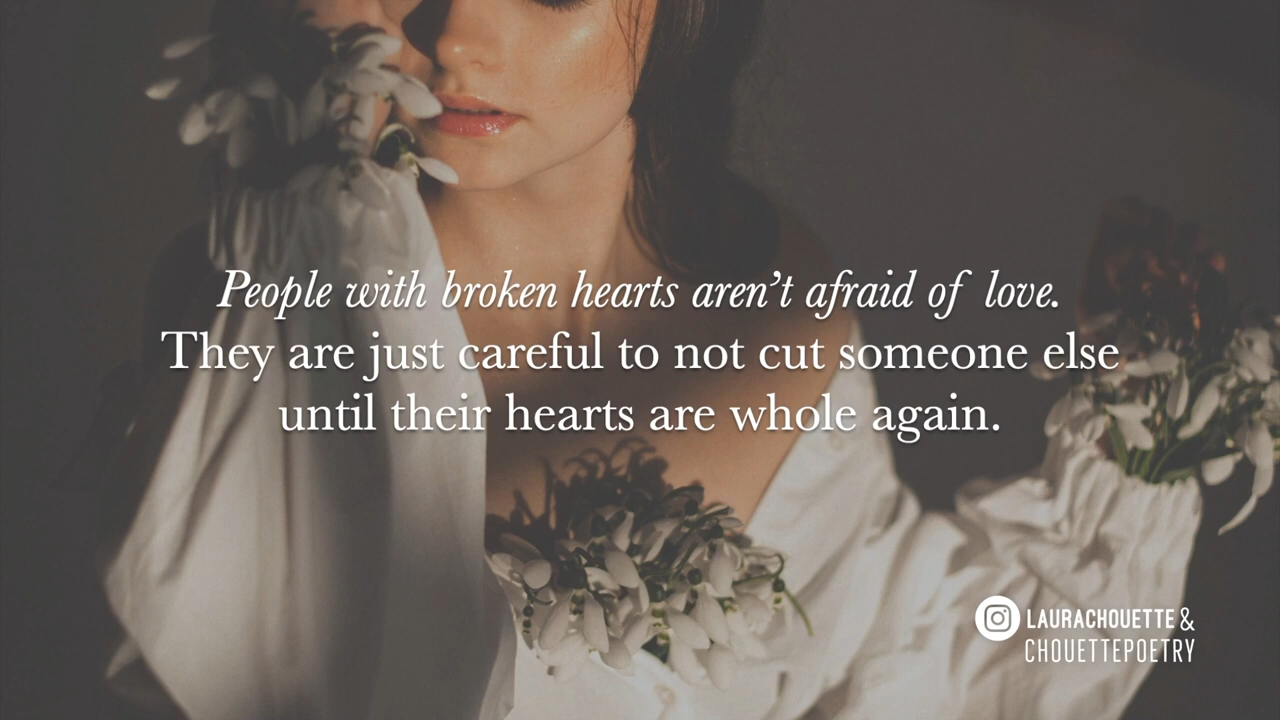 People with broken hearts aren’t afraid of love.
They are just careful to not cut someone else
until their hearts are whole again.
LAURACHOUETTE &
CHOUETTEPOETRY